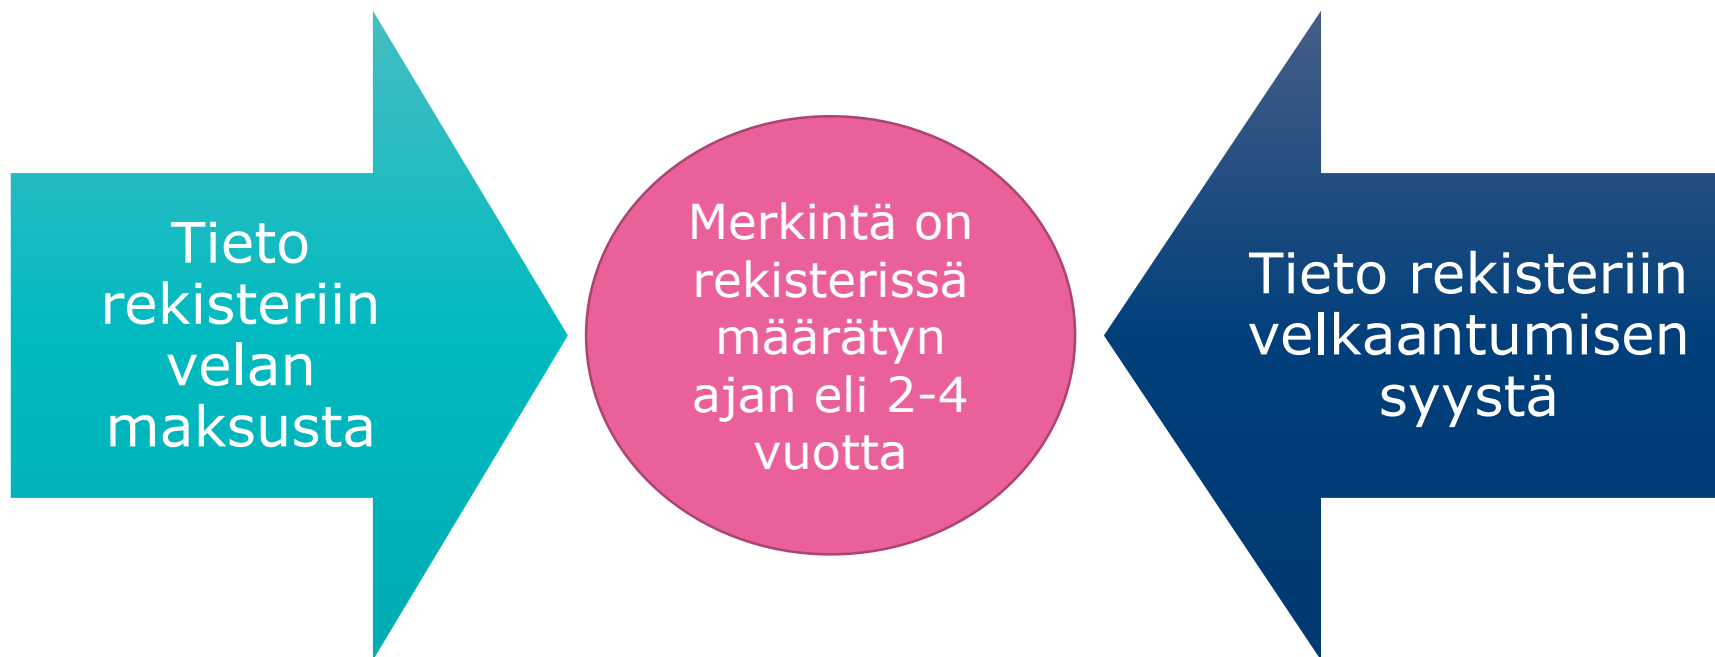 Tieto
rekisteriin
velan
maksusta
Merkintä on
rekisterissä
määrätyn
ajan eli 2-4
vuotta
Tieto rekisteriin
velkaantumisen
syystä